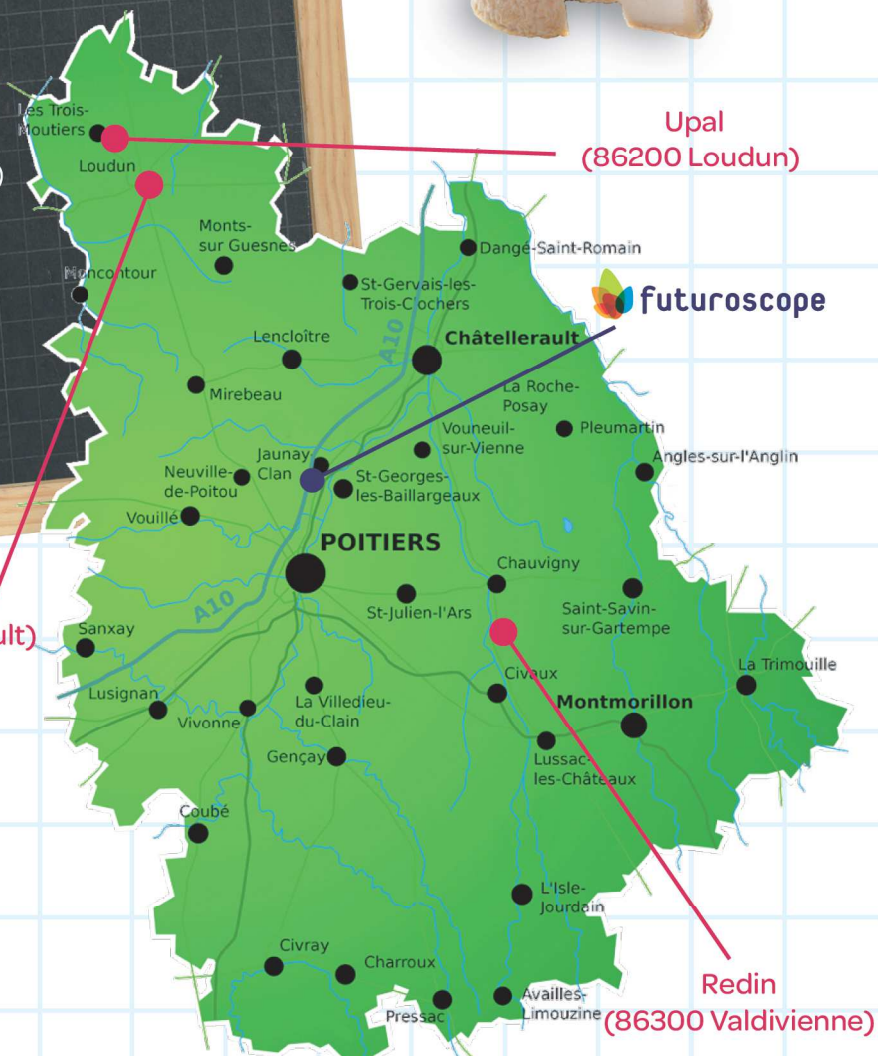 Upal
(86200 Loudun)
Les Trois-
Moutiers
Loudun
Monts-
sur Guesnes
Moncontour
Dangé-Saint-Romain
St-Gervais-les-
Trois-Clochers
futuroscope
Lencloître
A10
Châtellerault
Mirebeau
La Roche-
Posay
Pleumartin
Vouneuil-
sur-Vienne
Angles-sur-l'Anglin
Jaunay-
Clan
Neuville-
de-Poitou
St-Georges-
les-Baillargeaux
Vouillé
POITIERS
Chauvigny
A10
St-Julien-l'Ars
Saint-Savin-
sur-Gartempe
ult)
Sanxay
Civaux
La Trimouille
Lusignan
La Villedieu-
du-Clain
Montmorillon
Vivonne
Gençay
Lussac-
les-Châteaux
Coubé
L'Isle-
Jourdain
Civray
Charroux
Redin
(86300 Valdivienne)
Availles-
Limouzine
Pressac